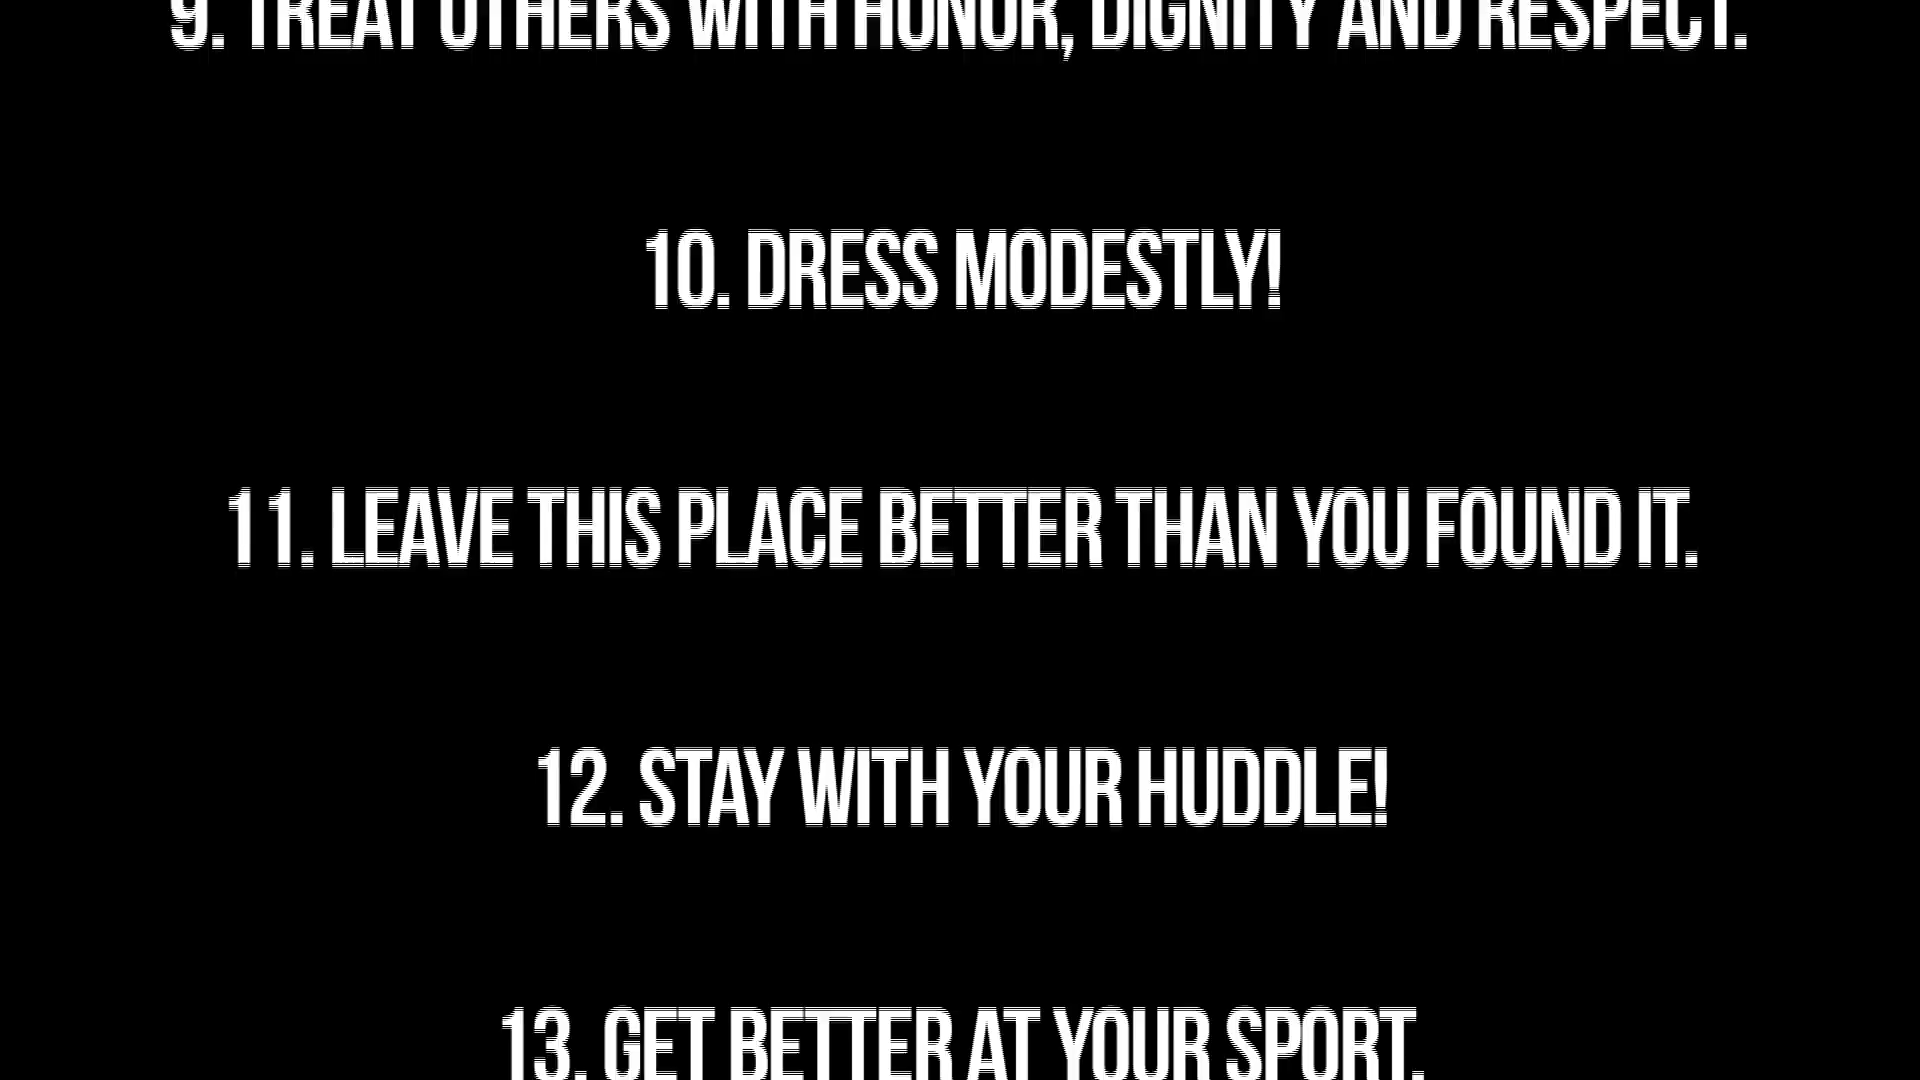 9. TREAT OTHERS WITH HONOR, DIGNITY AND RESPECT.
10. DRESS MODESTLY!
11. LEAVE THIS PLACE BETTER THAN YOU FOUND IT.
12. STAY WITH YOUR HUDDLE!
13. GET BETTER AT YOUR SPORT.